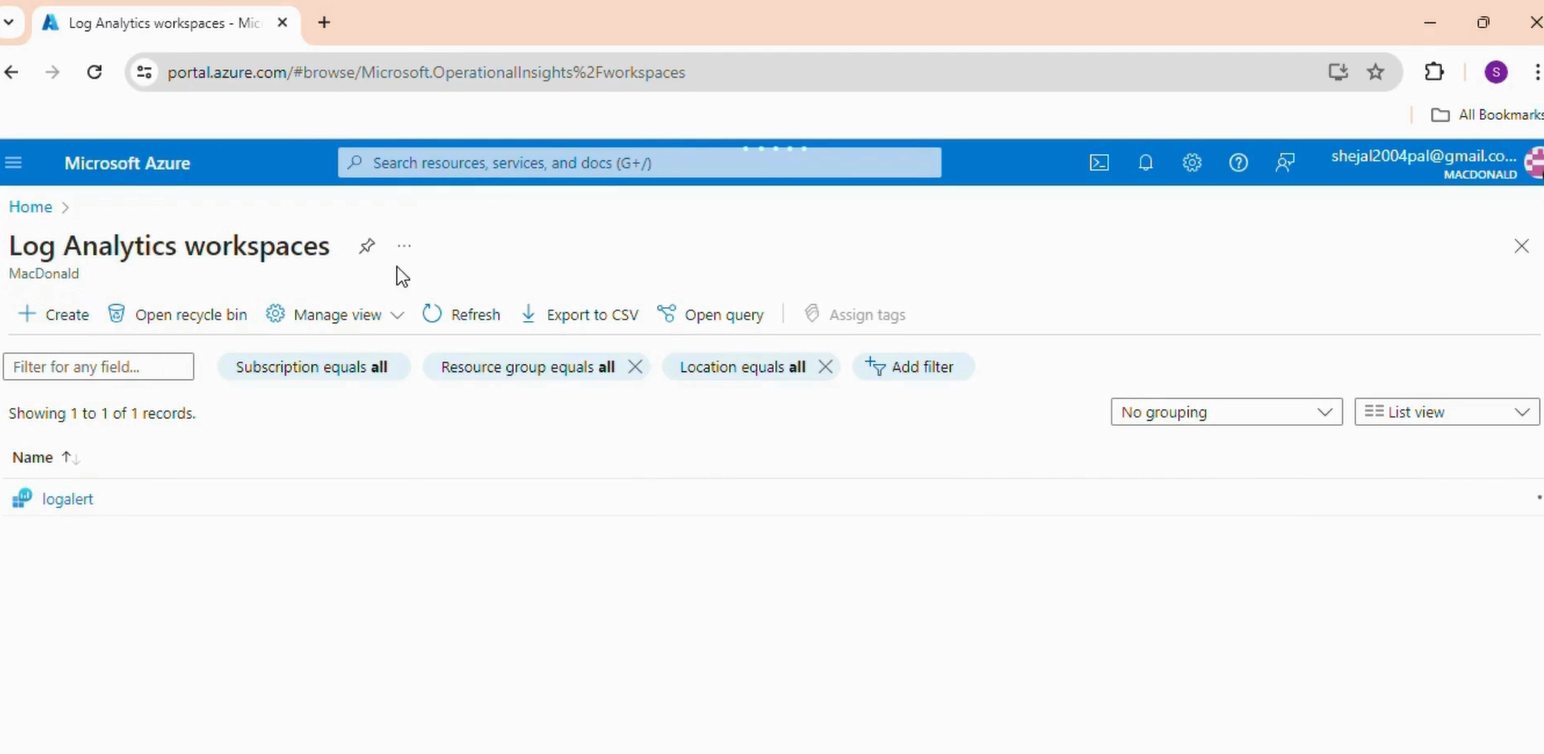 Log Analytics workspaces - Mic
portal.azure.com/#browse/Microsoft.OperationalInsights%2Fworkspaces
S
All Bookmarks
Microsoft Azure
Search resources, services, and docs (G+/)
shejal2004pal@gmail.co...
MACDONALD
Home
Log Analytics workspaces
MacDonald
Create Open recycle bin Manage view Refresh Export to CSV Open query Assign tags
Filter for any field... Subscription equals all Resource group equals all Location equals all Add filter
Showing 1 to 1 of 1 records. No grouping List view
Name
logalert